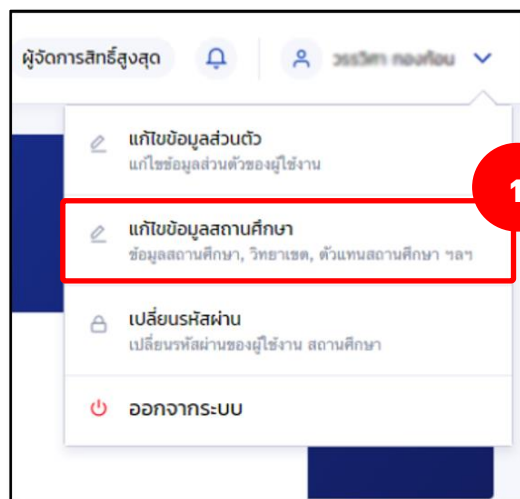 ผู้จัดการสิทธิ์สูงสุด
แก้ไขข้อมูลส่วนตัว
แก้ไขข้อมูลส่วนตัวของผู้ใช้งาน
1
แก้ไขข้อมูลสถานศึกษา
ข้อมูลสถานศึกษา, วิทยาเขต, ตัวแทนสถานศึกษา ฯลฯ
เปลี่ยนรหัสผ่าน
เปลี่ยนรหัสผ่านของผู้ใช้งาน สถานศึกษา
ออกจากระบบ